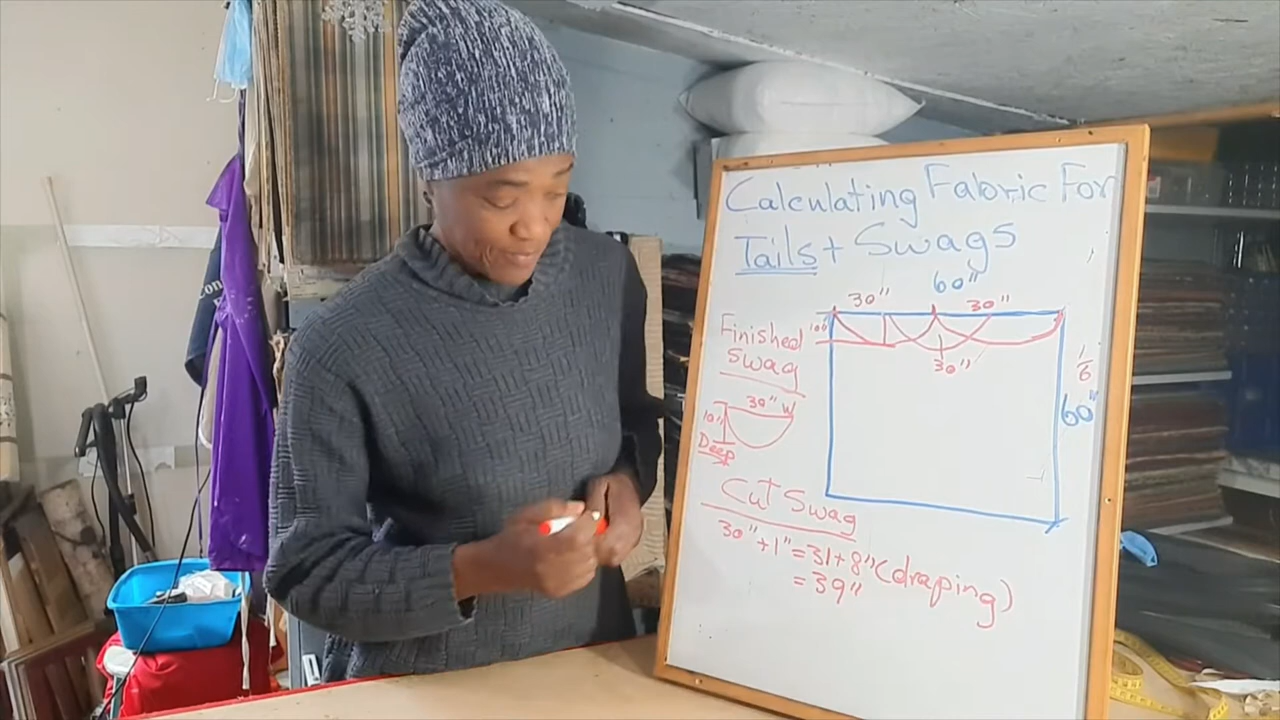 Calculating Fabric For
Tails + Swags
60"
30" 30"
Finished
Swag
10"
30"
1/6
60"
30" W
10"
Deep
Cut Swag
30" + 1" = 31 + 8" (draping)
= 39"